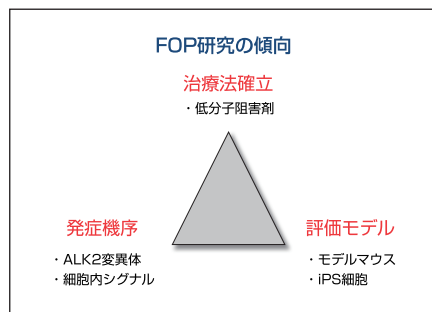 FOP研究の傾向
治療法確立
・低分子阻害剤
発症機序
・ALK2変異体
・細胞内シグナル
評価モデル
・モデルマウス
・iPS細胞